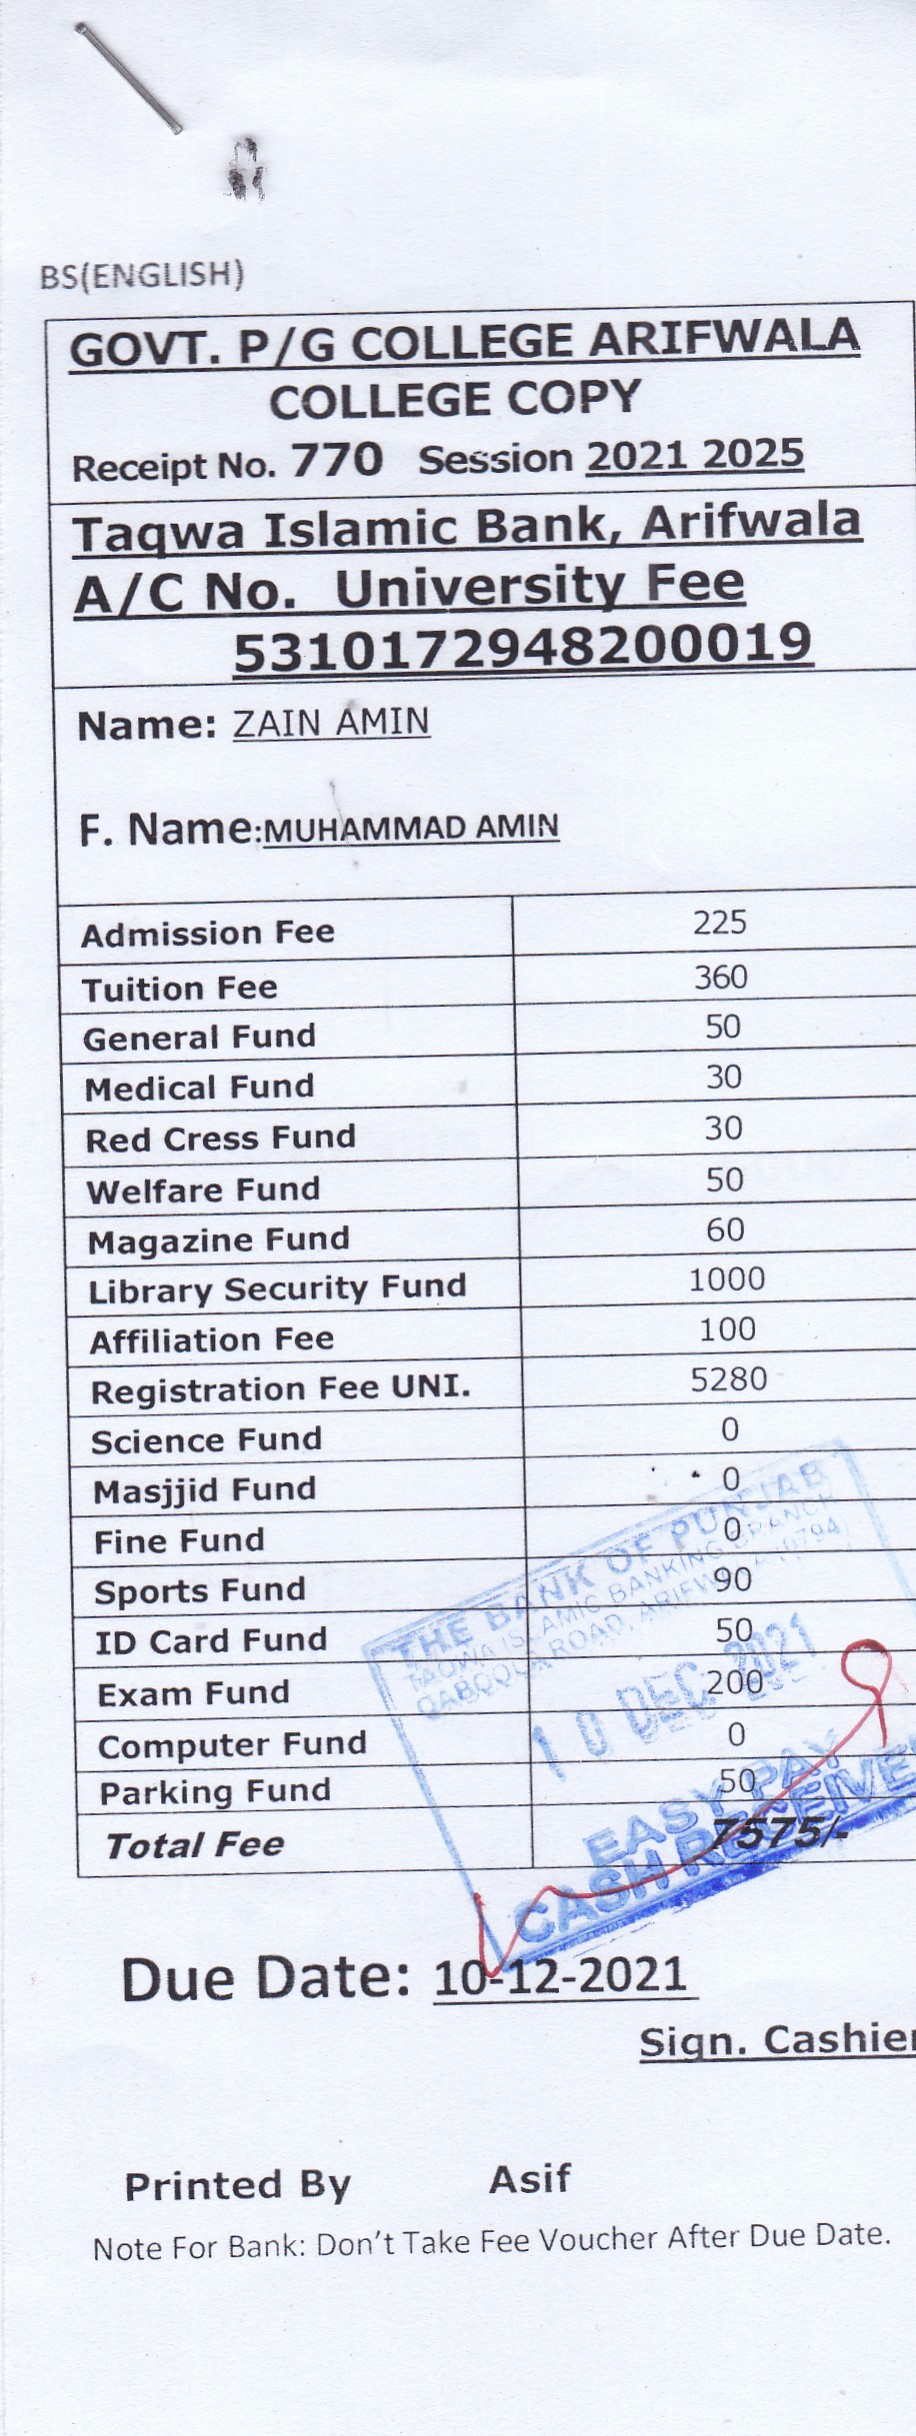 BS(ENGLISH)
GOVT. P/G COLLEGE ARIFWALA
COLLEGE COPY
Receipt No. 770 Session 2021 2025
Taqwa Islamic Bank, Arifwala
A/C No. University Fee
5310172948200019
Name: ZAIN AMIN
F. Name:MUHAMMAD AMIN
Admission Fee 225
Tuition Fee 360
General Fund 50
Medical Fund 30
Red Cress Fund 30
Welfare Fund 50
Magazine Fund 60
Library Security Fund 1000
Affiliation Fee 100
Registration Fee UNI. 5280
Science Fund 0
Masjjid Fund 0
Fine Fund 0
Sports Fund 90
ID Card Fund 50
Exam Fund 200
Computer Fund 0
Parking Fund 50
Total Fee 7575/-
THE BANK OF PUNJAB
TAQWA ISLAMIC BANKING BRANCH
QABOOLA ROAD, ARIFWALA (0794)
10 DEC 2021
EASY PAY
CASH RECEIVE
Due Date: 10-12-2021
Sign. Cashier
Printed By Asif
Note For Bank: Don't Take Fee Voucher After Due Date.